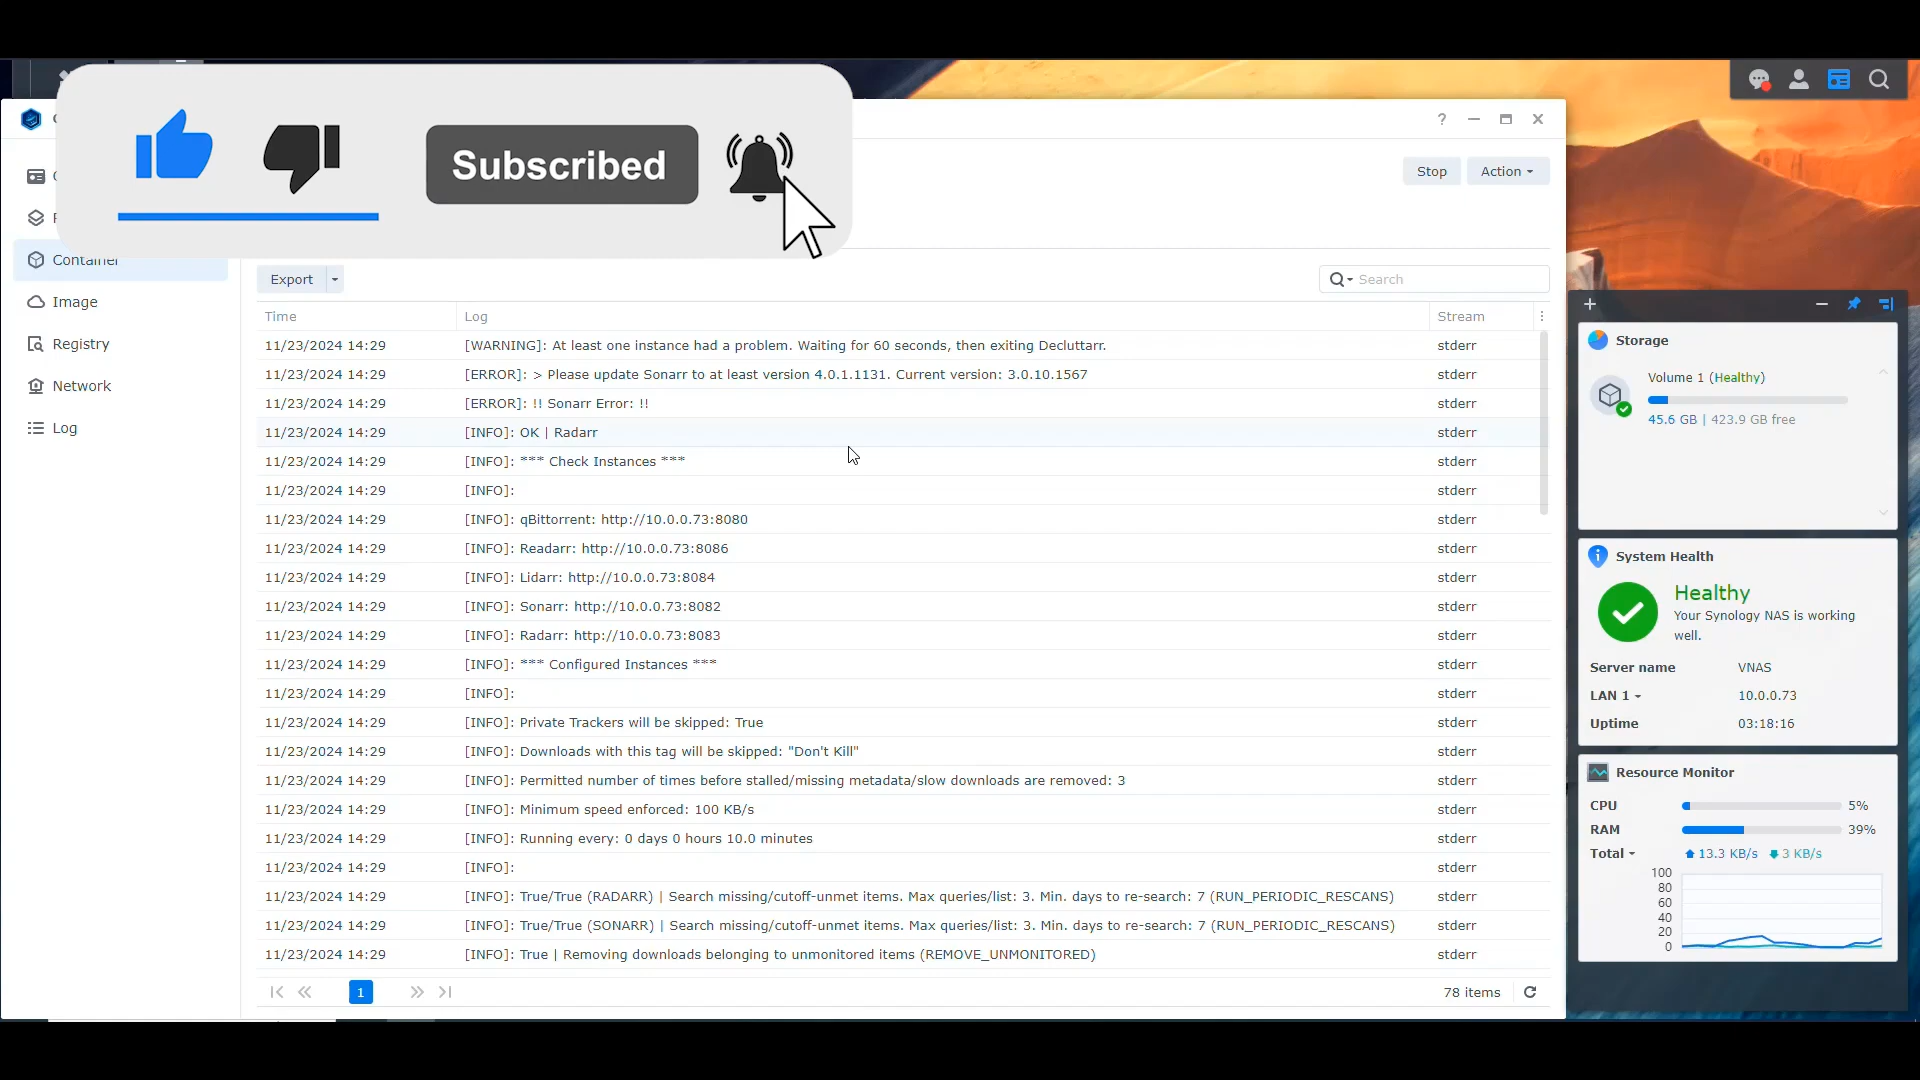 Subscribed
Container
Image
Registry
Network
Log
?
Stop
Action
Export
Search
Time Log Stream
11/23/2024 14:29 [WARNING]: At least one instance had a problem. Waiting for 60 seconds, then exiting Decluttarr. stderr
11/23/2024 14:29 [ERROR]: > Please update Sonarr to at least version 4.0.1.1131. Current version: 3.0.10.1567 stderr
11/23/2024 14:29 [ERROR]: !! Sonarr Error: !! stderr
11/23/2024 14:29 [INFO]: OK | Radarr stderr
11/23/2024 14:29 [INFO]: *** Check Instances *** stderr
11/23/2024 14:29 [INFO]: stderr
11/23/2024 14:29 [INFO]: qBittorrent: http://10.0.0.73:8080 stderr
11/23/2024 14:29 [INFO]: Readarr: http://10.0.0.73:8086 stderr
11/23/2024 14:29 [INFO]: Lidarr: http://10.0.0.73:8084 stderr
11/23/2024 14:29 [INFO]: Sonarr: http://10.0.0.73:8082 stderr
11/23/2024 14:29 [INFO]: Radarr: http://10.0.0.73:8083 stderr
11/23/2024 14:29 [INFO]: *** Configured Instances *** stderr
11/23/2024 14:29 [INFO]: stderr
11/23/2024 14:29 [INFO]: Private Trackers will be skipped: True stderr
11/23/2024 14:29 [INFO]: Downloads with this tag will be skipped: "Don't Kill" stderr
11/23/2024 14:29 [INFO]: Permitted number of times before stalled/missing metadata/slow downloads are removed: 3 stderr
11/23/2024 14:29 [INFO]: Minimum speed enforced: 100 KB/s stderr
11/23/2024 14:29 [INFO]: Running every: 0 days 0 hours 10.0 minutes stderr
11/23/2024 14:29 [INFO]: stderr
11/23/2024 14:29 [INFO]: True/True (RADARR) | Search missing/cutoff-unmet items. Max queries/list: 3. Min. days to re-search: 7 (RUN_PERIODIC_RESCANS) stderr
11/23/2024 14:29 [INFO]: True/True (SONARR) | Search missing/cutoff-unmet items. Max queries/list: 3. Min. days to re-search: 7 (RUN_PERIODIC_RESCANS) stderr
11/23/2024 14:29 [INFO]: True | Removing downloads belonging to unmonitored items (REMOVE_UNMONITORED) stderr
1
78 items
Storage
Volume 1 (Healthy)
45.6 GB | 423.9 GB free
System Health
Healthy
Your Synology NAS is working
well.
Server name VNAS
LAN 1 10.0.0.73
Uptime 03:18:16
Resource Monitor
CPU 5%
RAM 39%
Total 13.3 KB/s 3 KB/s
100
80
60
40
20
0